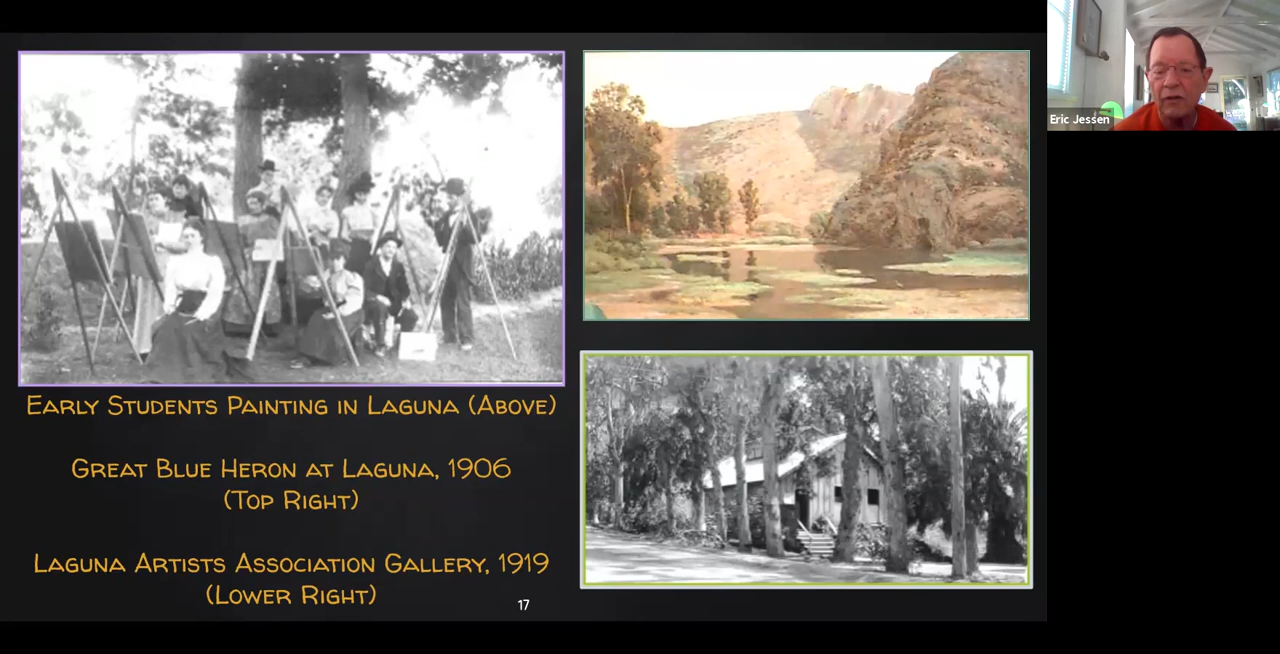 Early Students Painting in Laguna (Above)
Great Blue Heron at Laguna, 1906
(Top Right)
Laguna Artists Association Gallery, 1919
(Lower Right)
17
Eric Jessen